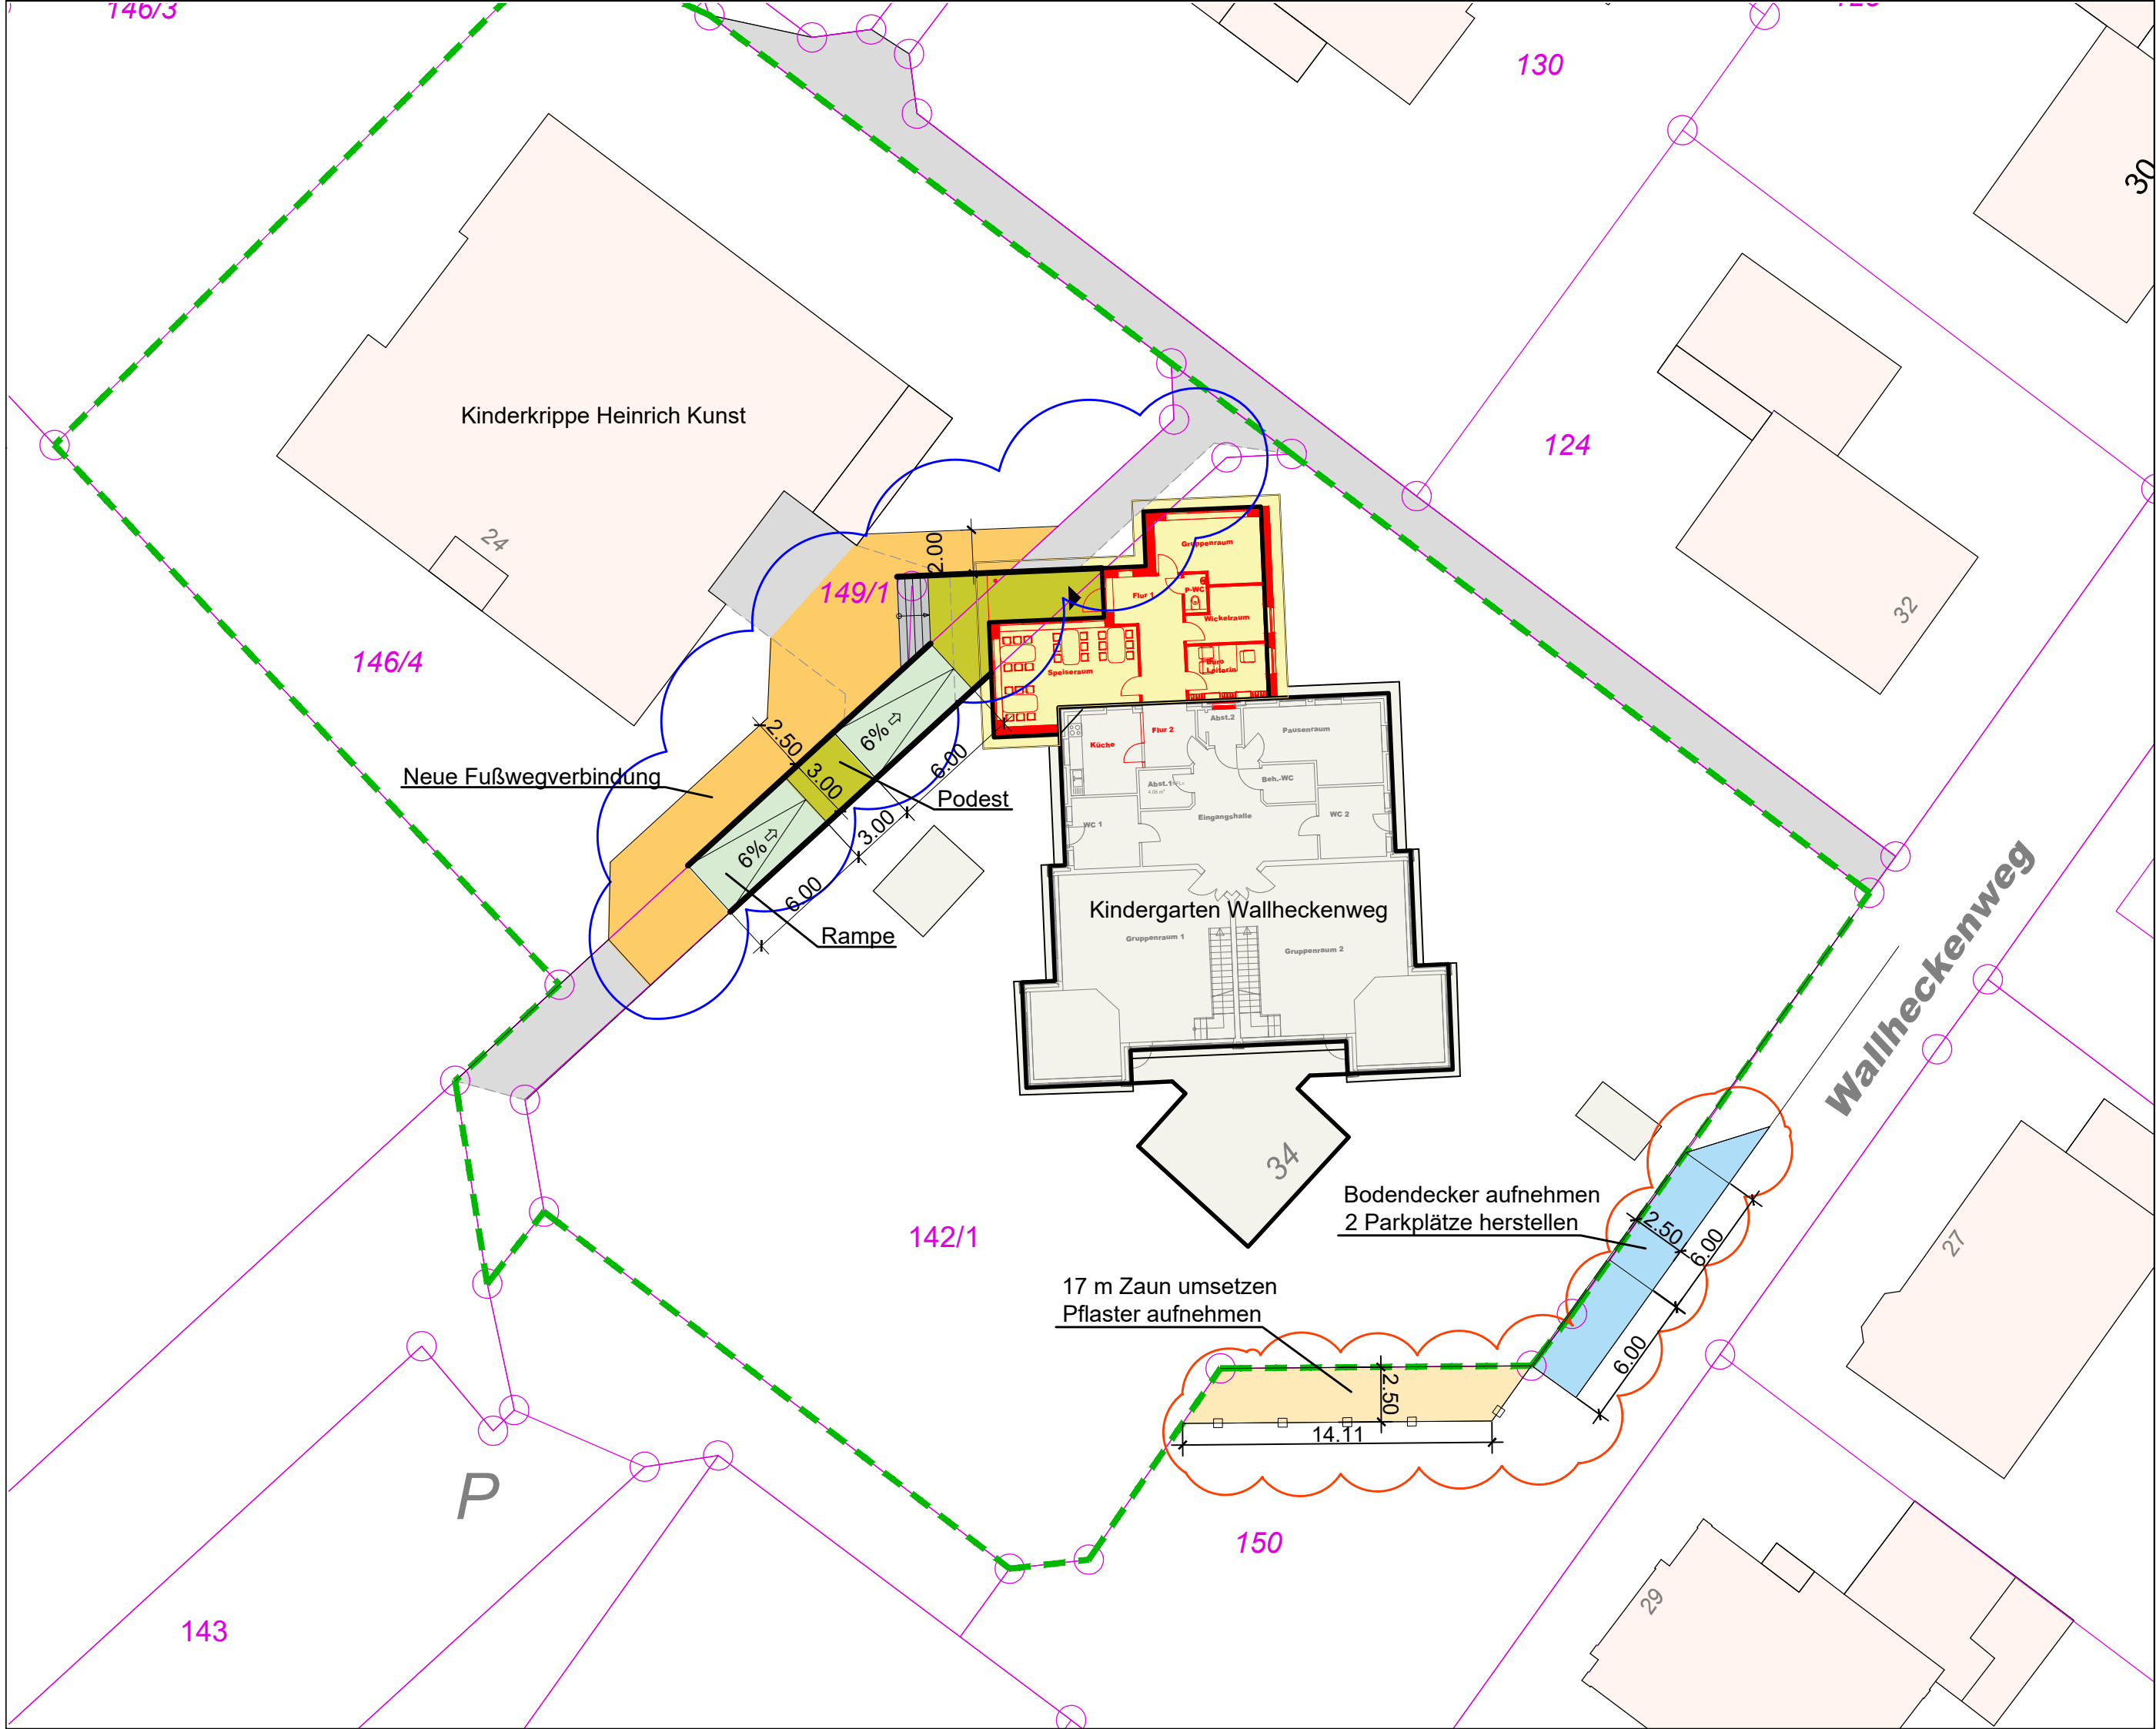 146/3
130
30
Kinderkrippe Heinrich Kunst
124
24
2.00
Gruppenraum
149/1
Flur 1
P-WC
Wickelraum
32
146/4
Speiseraum
Büro
Leiterin
2.50
6%
Küche
Flur 2
Abst.2
Pausenraum
Neue Fußwegverbindung
3.00
6.00
Podest
Abst.1
Beh.-WC
WC 1
Eingangshalle
WC 2
6%
3.00
6.00
Rampe
Kindergarten Wallheckenweg
Gruppenraum 1
Gruppenraum 2
Wallheckenweg
34
Bodendecker aufnehmen
2 Parkplätze herstellen
2.50
6.00
27
142/1
17 m Zaun umsetzen
Pflaster aufnehmen
6.00
2.50
14.11
P
150
29
143